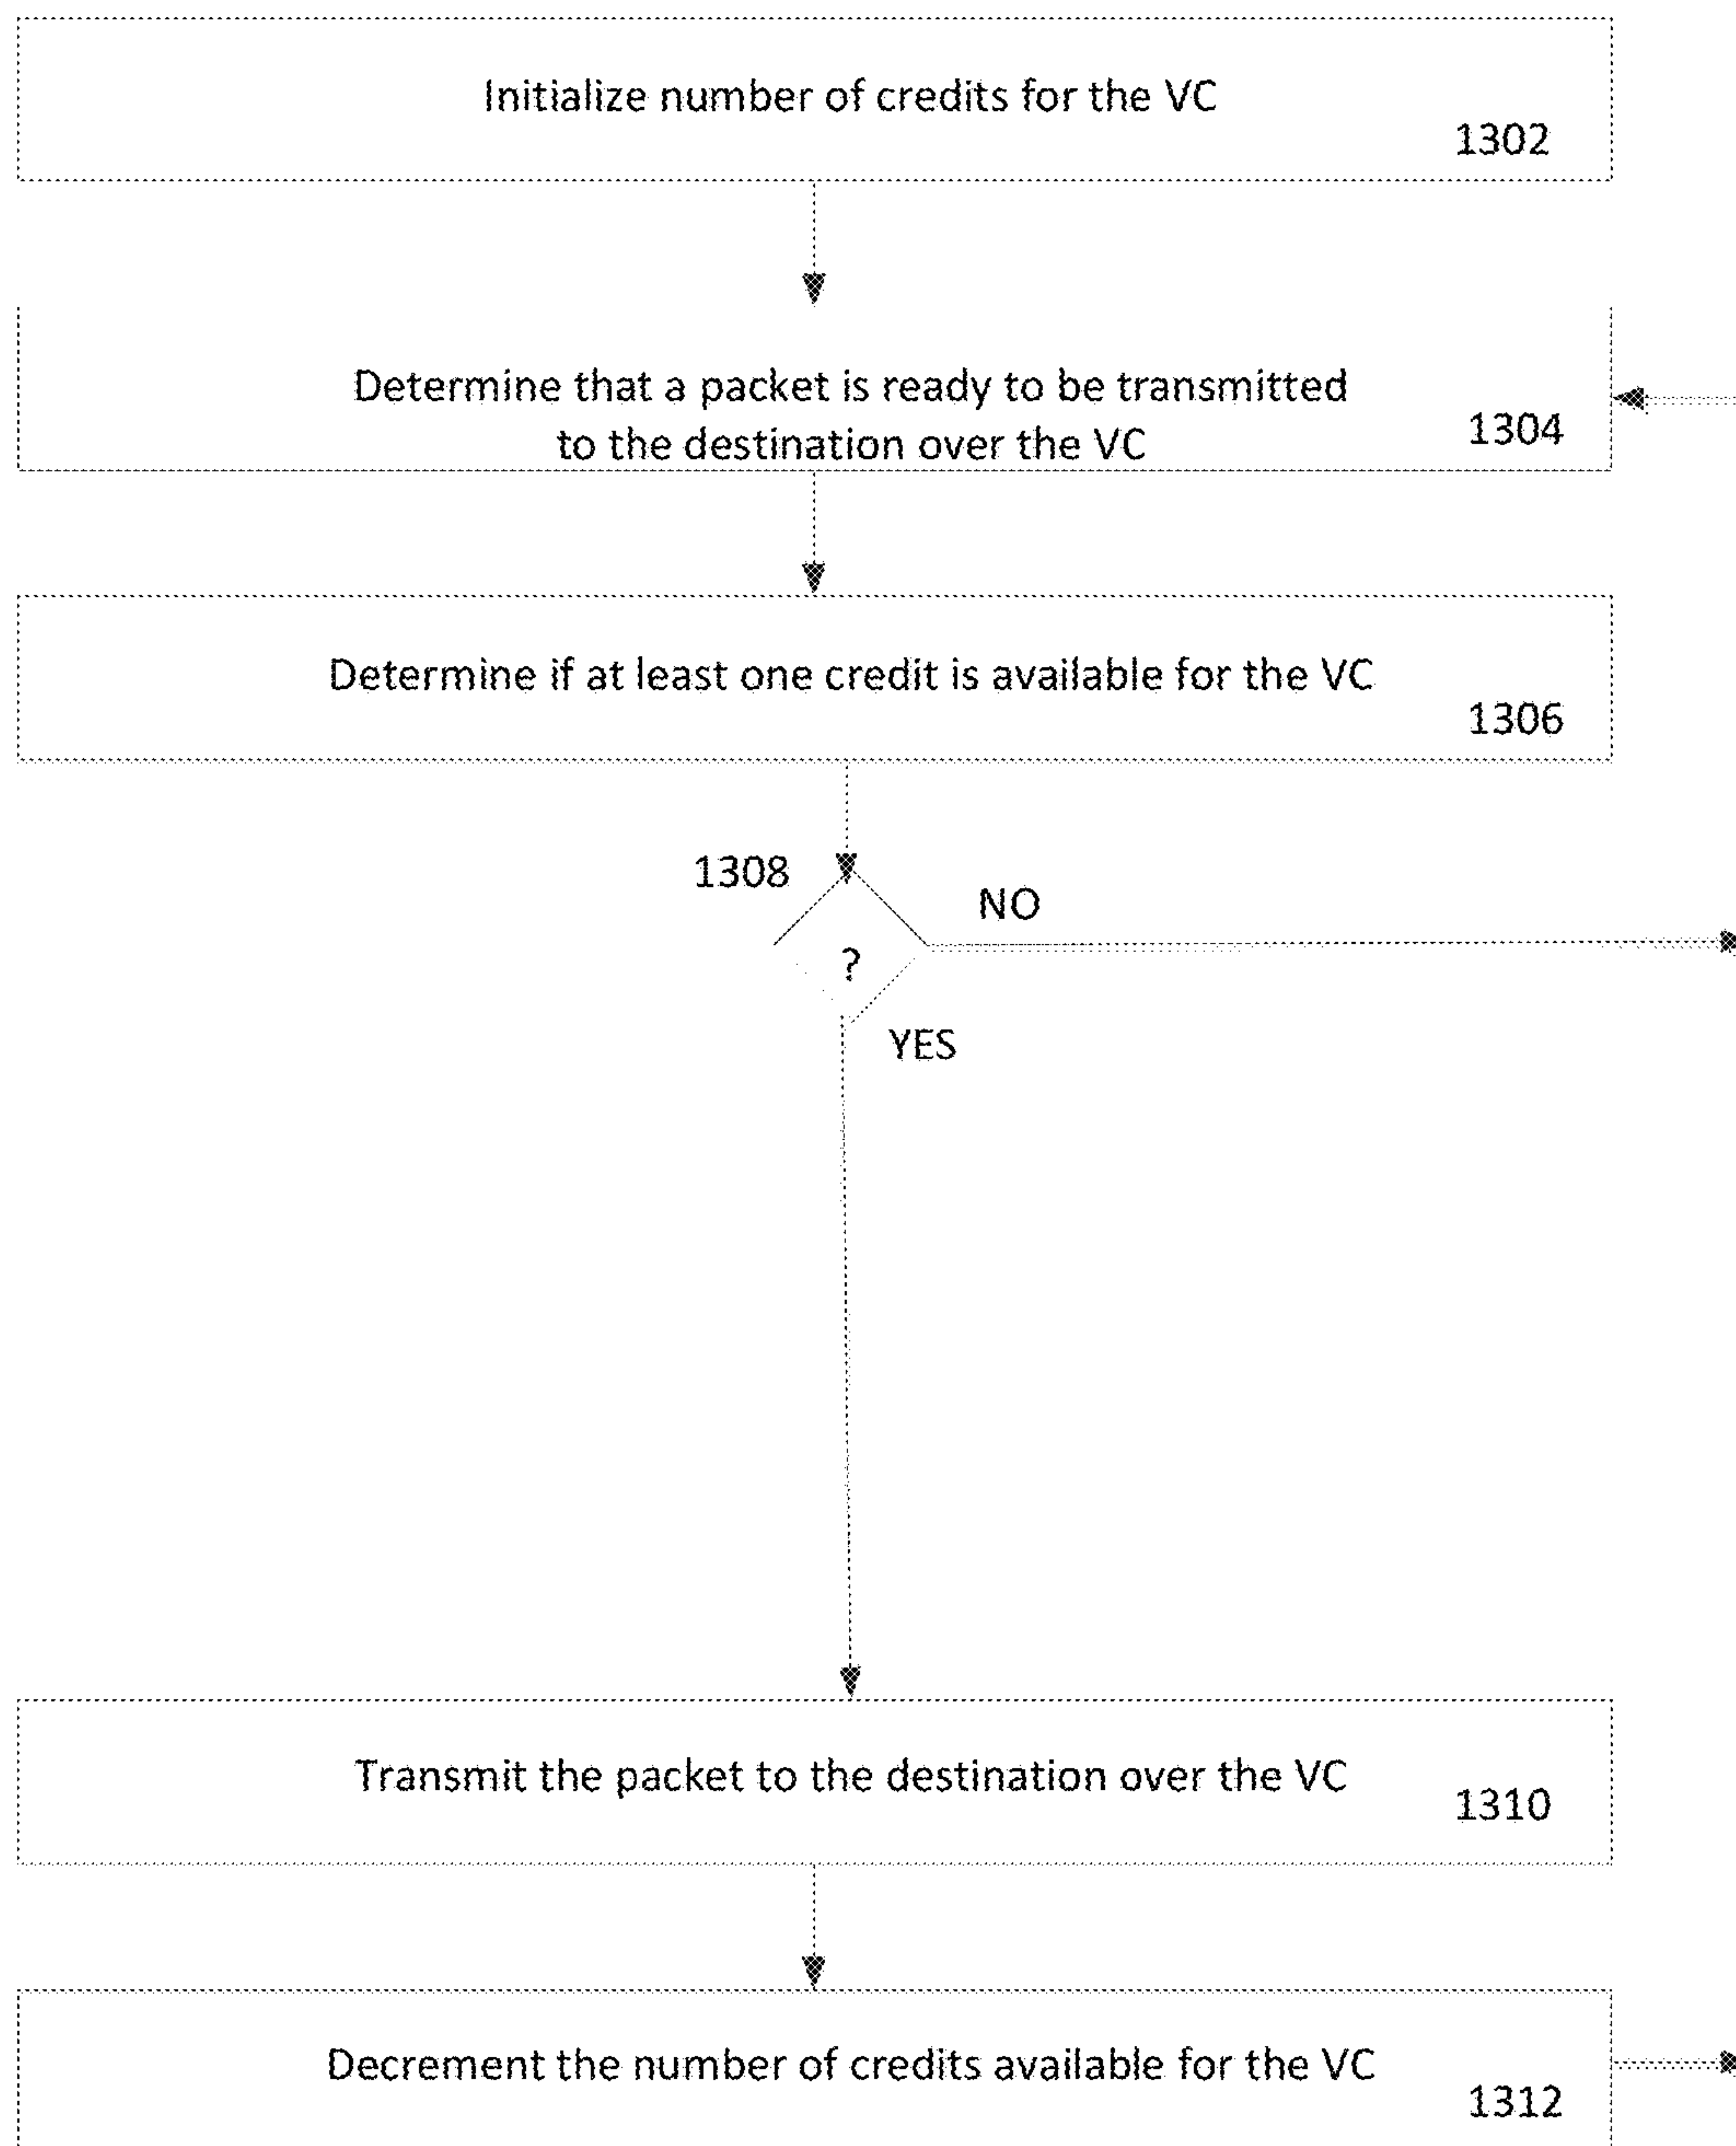 Initialize number of credits for the VC
1302
Determine that a packet is ready to be transmitted
to the destination over the VC
1304
Determine if at least one credit is available for the VC
1306
1308
NO
?
YES
Transmit the packet to the destination over the VC
1310
Decrement the number of credits available for the VC
1312